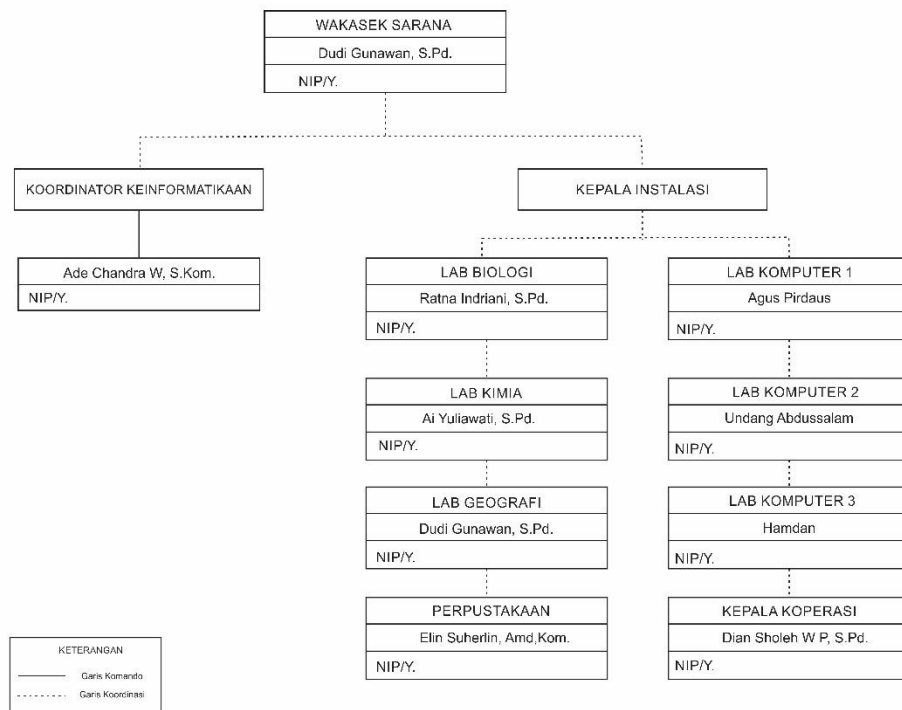 WAKASEK SARANA
Dudi Gunawan, S.Pd.
NIP/Y.
KOORDINATOR KEINFORMATIKAAN
KEPALA INSTALASI
Ade Chandra W, S.Kom.
NIP/Y.
LAB BIOLOGI
Ratna Indriani, S.Pd.
NIP/Y.
LAB KOMPUTER 1
Agus Pirdaus
NIP/Y.
LAB KIMIA
Ai Yuliawati, S.Pd.
NIP/Y.
LAB KOMPUTER 2
Undang Abdussalam
NIP/Y.
LAB GEOGRAFI
Dudi Gunawan, S.Pd.
NIP/Y.
LAB KOMPUTER 3
Hamdan
NIP/Y.
PERPUSTAKAAN
Elin Suherlin, Amd,Kom.
NIP/Y.
KEPALA KOPERASI
Dian Sholeh W P, S.Pd.
NIP/Y.
KETERANGAN
Garis Komando
Garis Koordinasi